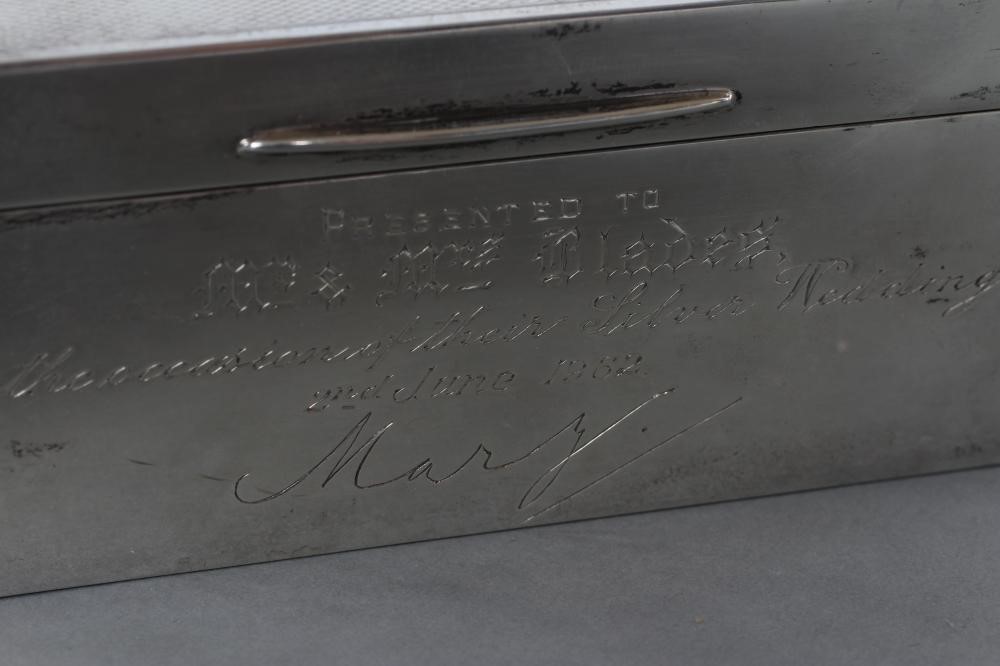 PRESENTED TO
Mr & Mrs Blades,
the occasion of their Silver Wedding
2nd June 1962.
Mary.